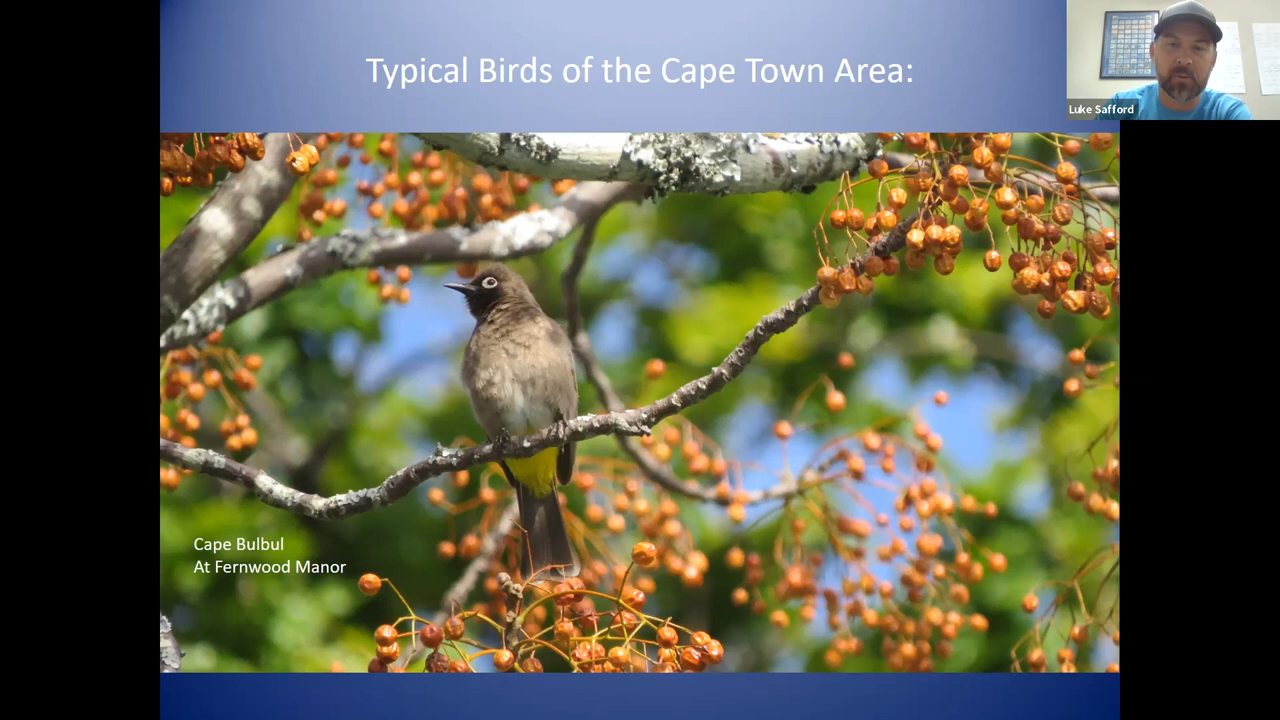 Typical Birds of the Cape Town Area:
Luke Safford
Cape Bulbul
At Fernwood Manor